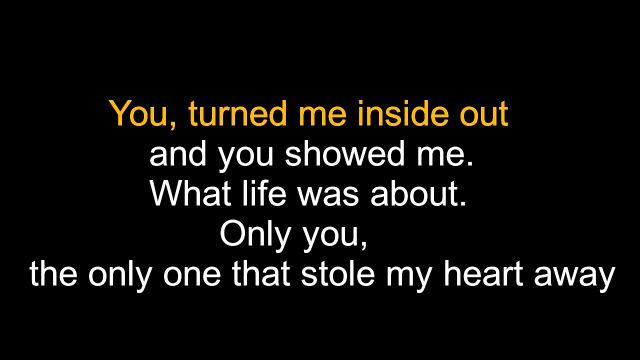 You, turned me inside out
and you showed me.
What life was about.
Only you,
the only one that stole my heart away